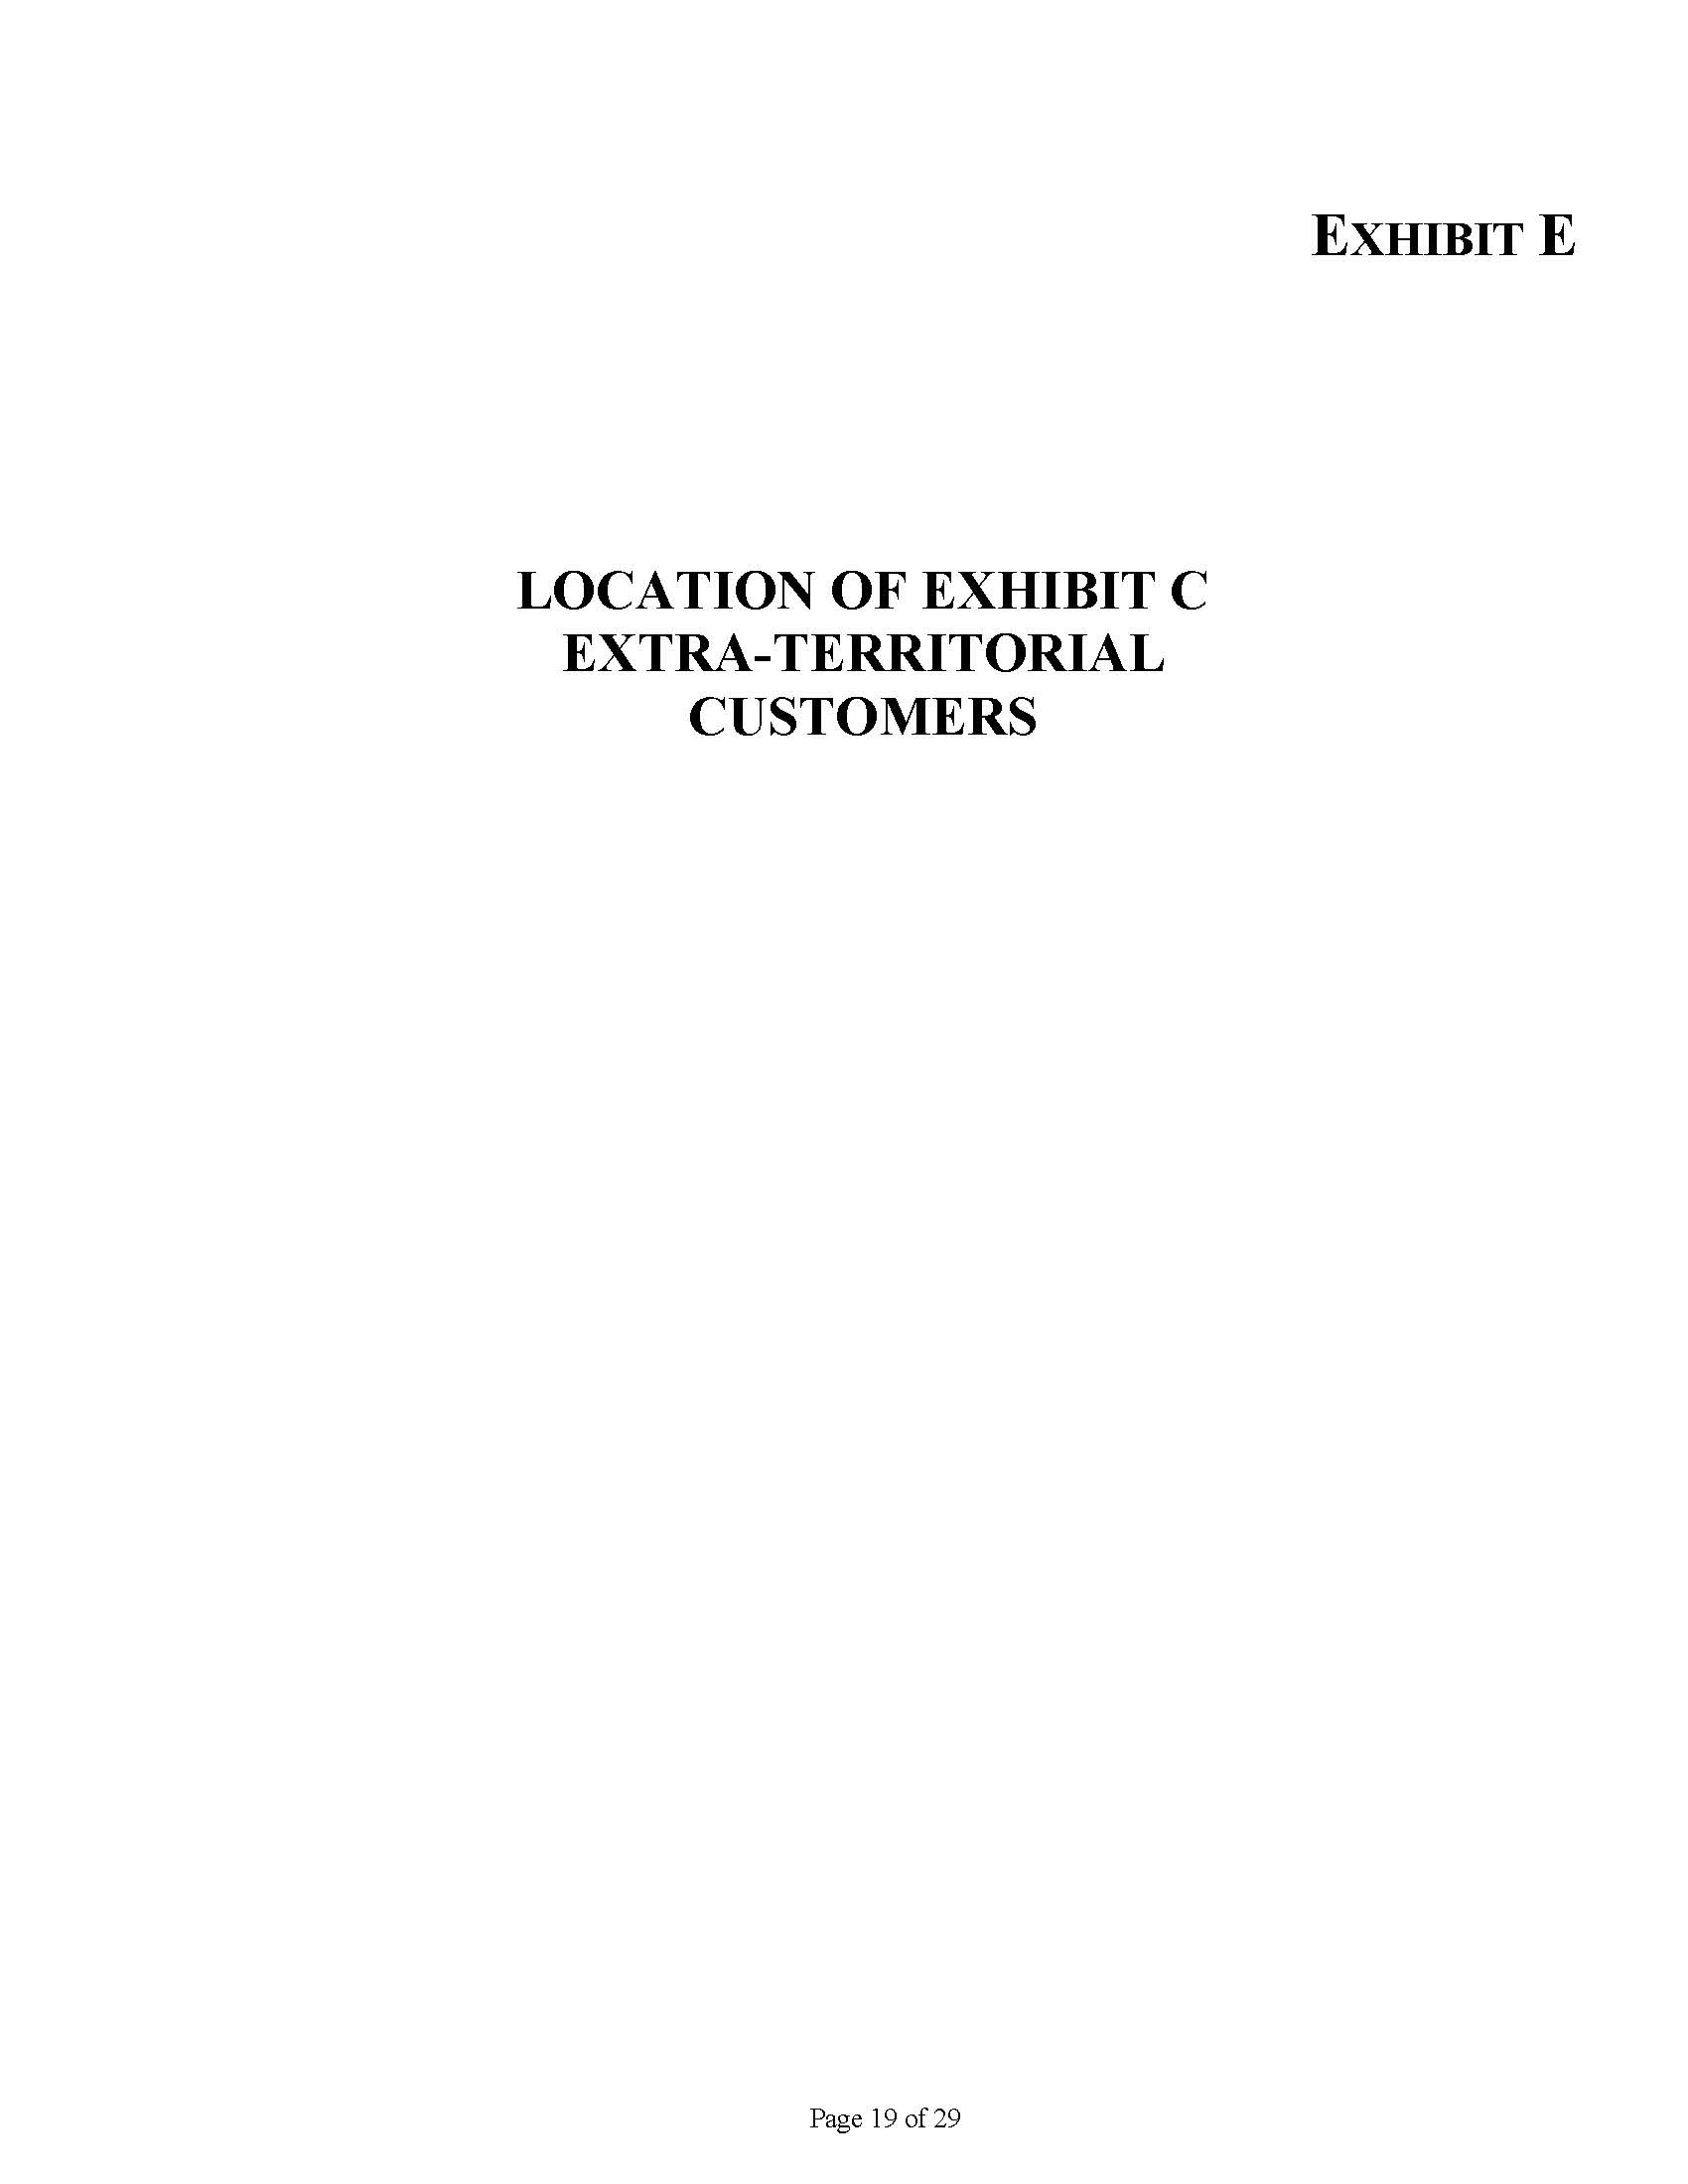 EXHIBIT E
LOCATION OF EXHIBIT C
EXTRA-TERRITORIAL
CUSTOMERS
Page 19 of 29